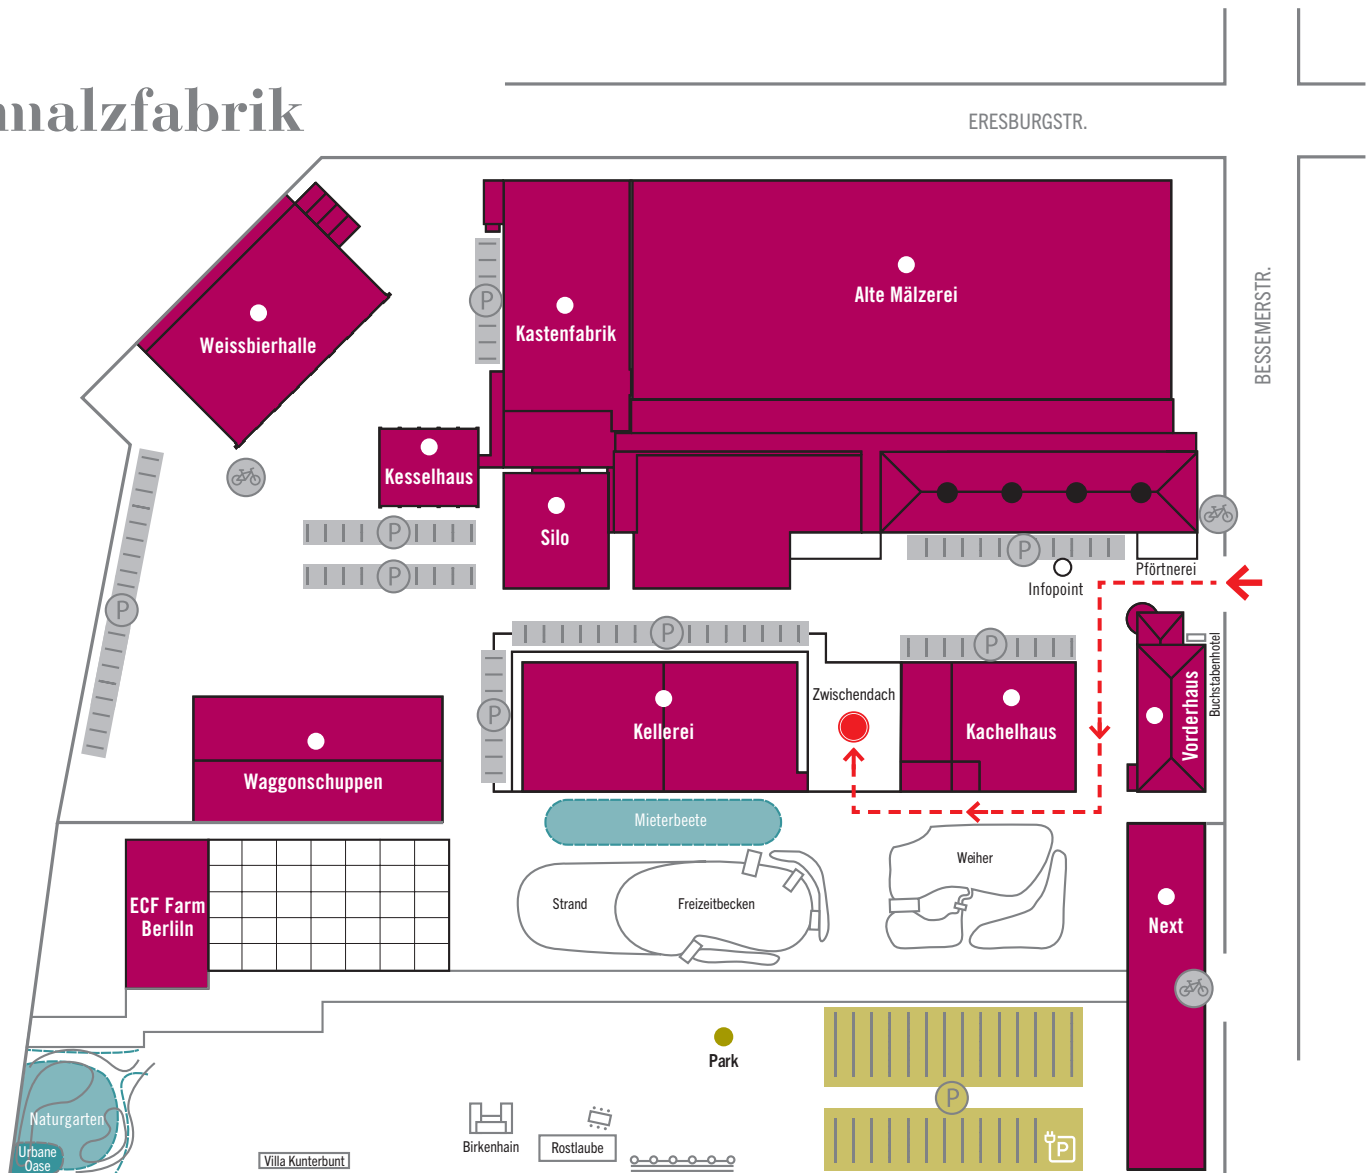 malzfabrik
ERESBURGSTR.
BESSEMERSTR.
Alte Mälzerei
Kastenfabrik
Weissbierhalle
P
Kesselhaus
Silo
P
P
P
Pförtnerei
Infopoint
P
P
P
Buchstabenhotel
Zwischendach
Vorderhaus
P
Kellerei
Kachelhaus
Waggonschuppen
Mieterbeete
Weiher
Strand
Freizeitbecken
ECF Farm
Berliln
Next
Park
P
Naturgarten
Birkenhain
Rostlaube
P
Urbane
Oase
Villa Kunterbunt